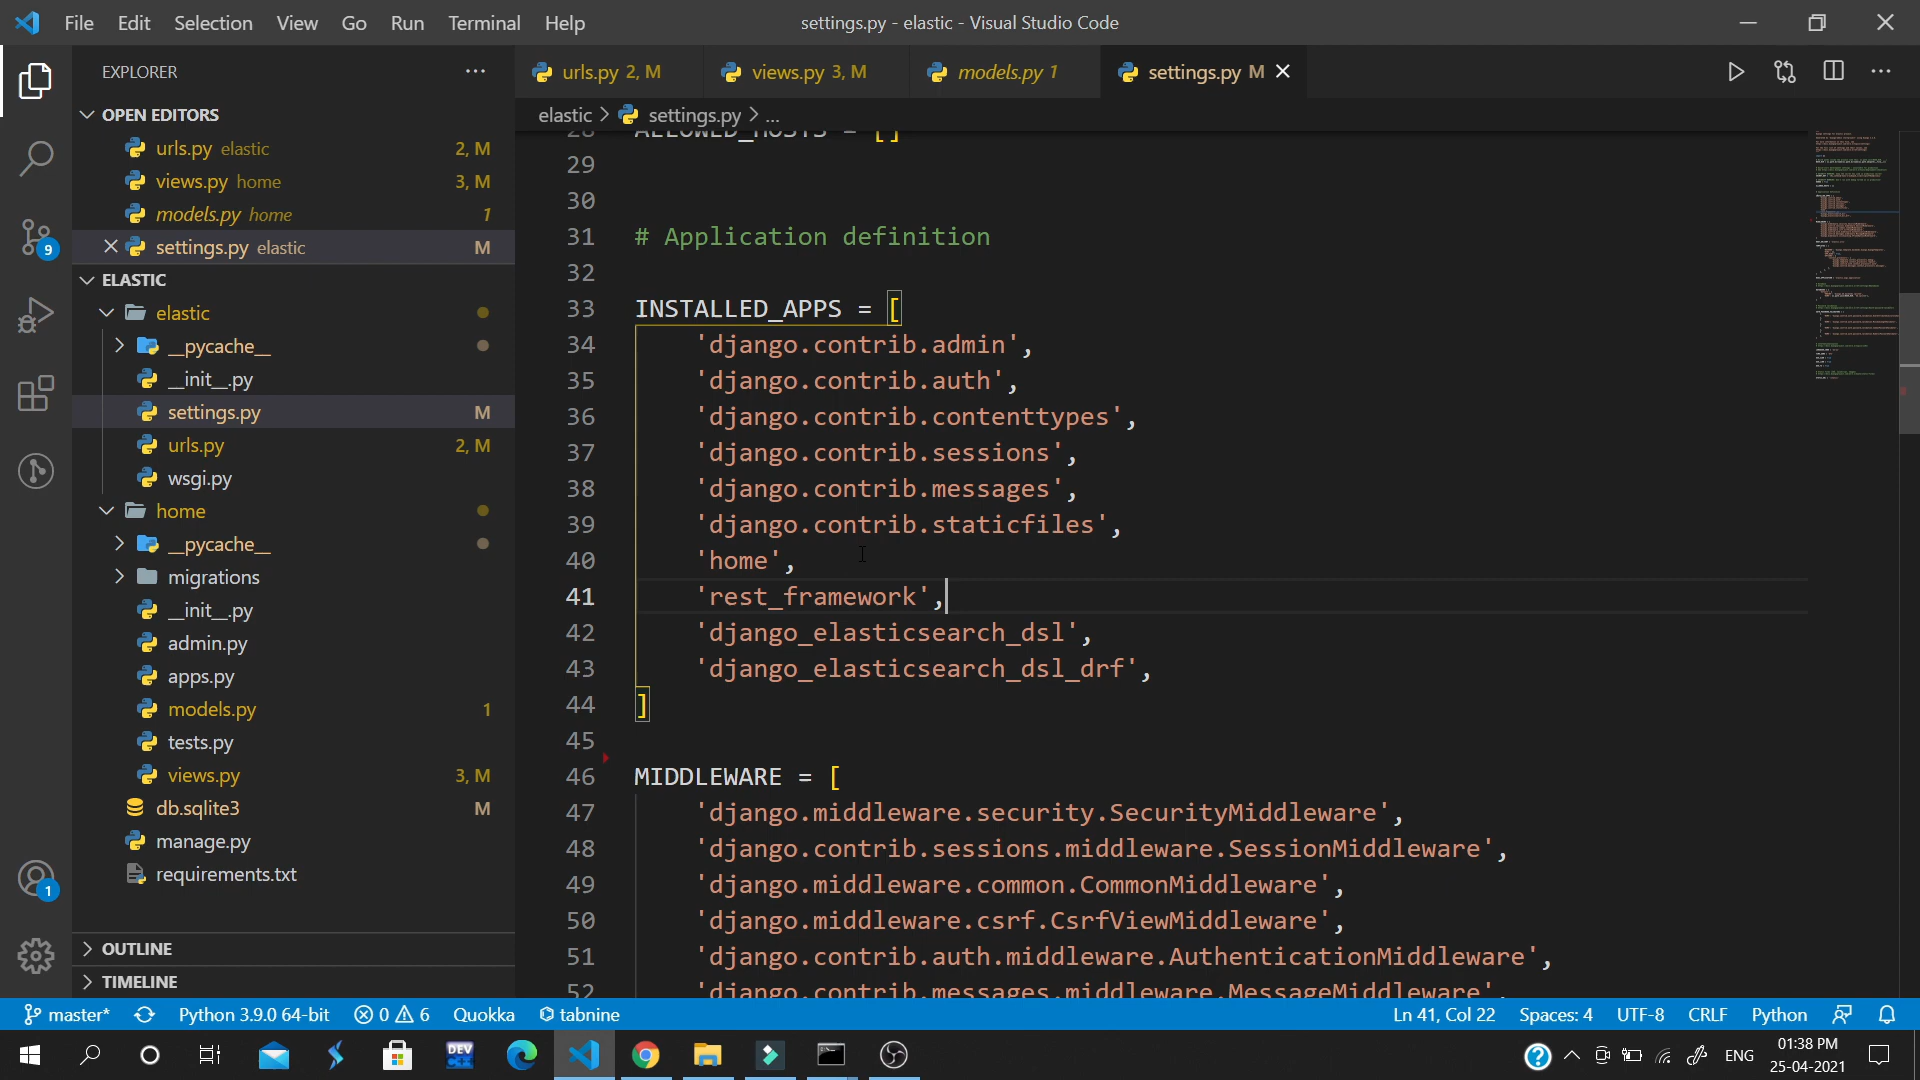 File Edit Selection View Go Run Terminal Help
settings.py - elastic - Visual Studio Code
EXPLORER
OPEN EDITORS
urls.py elastic 2, M
views.py home 3, M
models.py home 1
settings.py elastic M
ELASTIC
elastic
__pycache__
__init__.py
settings.py M
urls.py 2, M
wsgi.py
home
__pycache__
migrations
__init__.py
admin.py
apps.py
models.py 1
tests.py
views.py 3, M
db.sqlite3 M
manage.py
requirements.txt
OUTLINE
TIMELINE
9
1
urls.py 2, M
views.py 3, M
models.py 1
settings.py M
elastic > settings.py > ...
28 ALLOWED_HOSTS = []
29
30
31 # Application definition
32
33 INSTALLED_APPS = [
34 'django.contrib.admin',
35 'django.contrib.auth',
36 'django.contrib.contenttypes',
37 'django.contrib.sessions',
38 'django.contrib.messages',
39 'django.contrib.staticfiles',
40 'home',
41 'rest_framework',
42 'django_elasticsearch_dsl',
43 'django_elasticsearch_dsl_drf',
44 ]
45
46 MIDDLEWARE = [
47 'django.middleware.security.SecurityMiddleware',
48 'django.contrib.sessions.middleware.SessionMiddleware',
49 'django.middleware.common.CommonMiddleware',
50 'django.middleware.csrf.CsrfViewMiddleware',
51 'django.contrib.auth.middleware.AuthenticationMiddleware',
52 'django.contrib.messages.middleware.MessageMiddleware',
master* Python 3.9.0 64-bit 0 6 Quokka tabnine
Ln 41, Col 22 Spaces: 4 UTF-8 CRLF Python
DEV C++
ENG
01:38 PM
25-04-2021